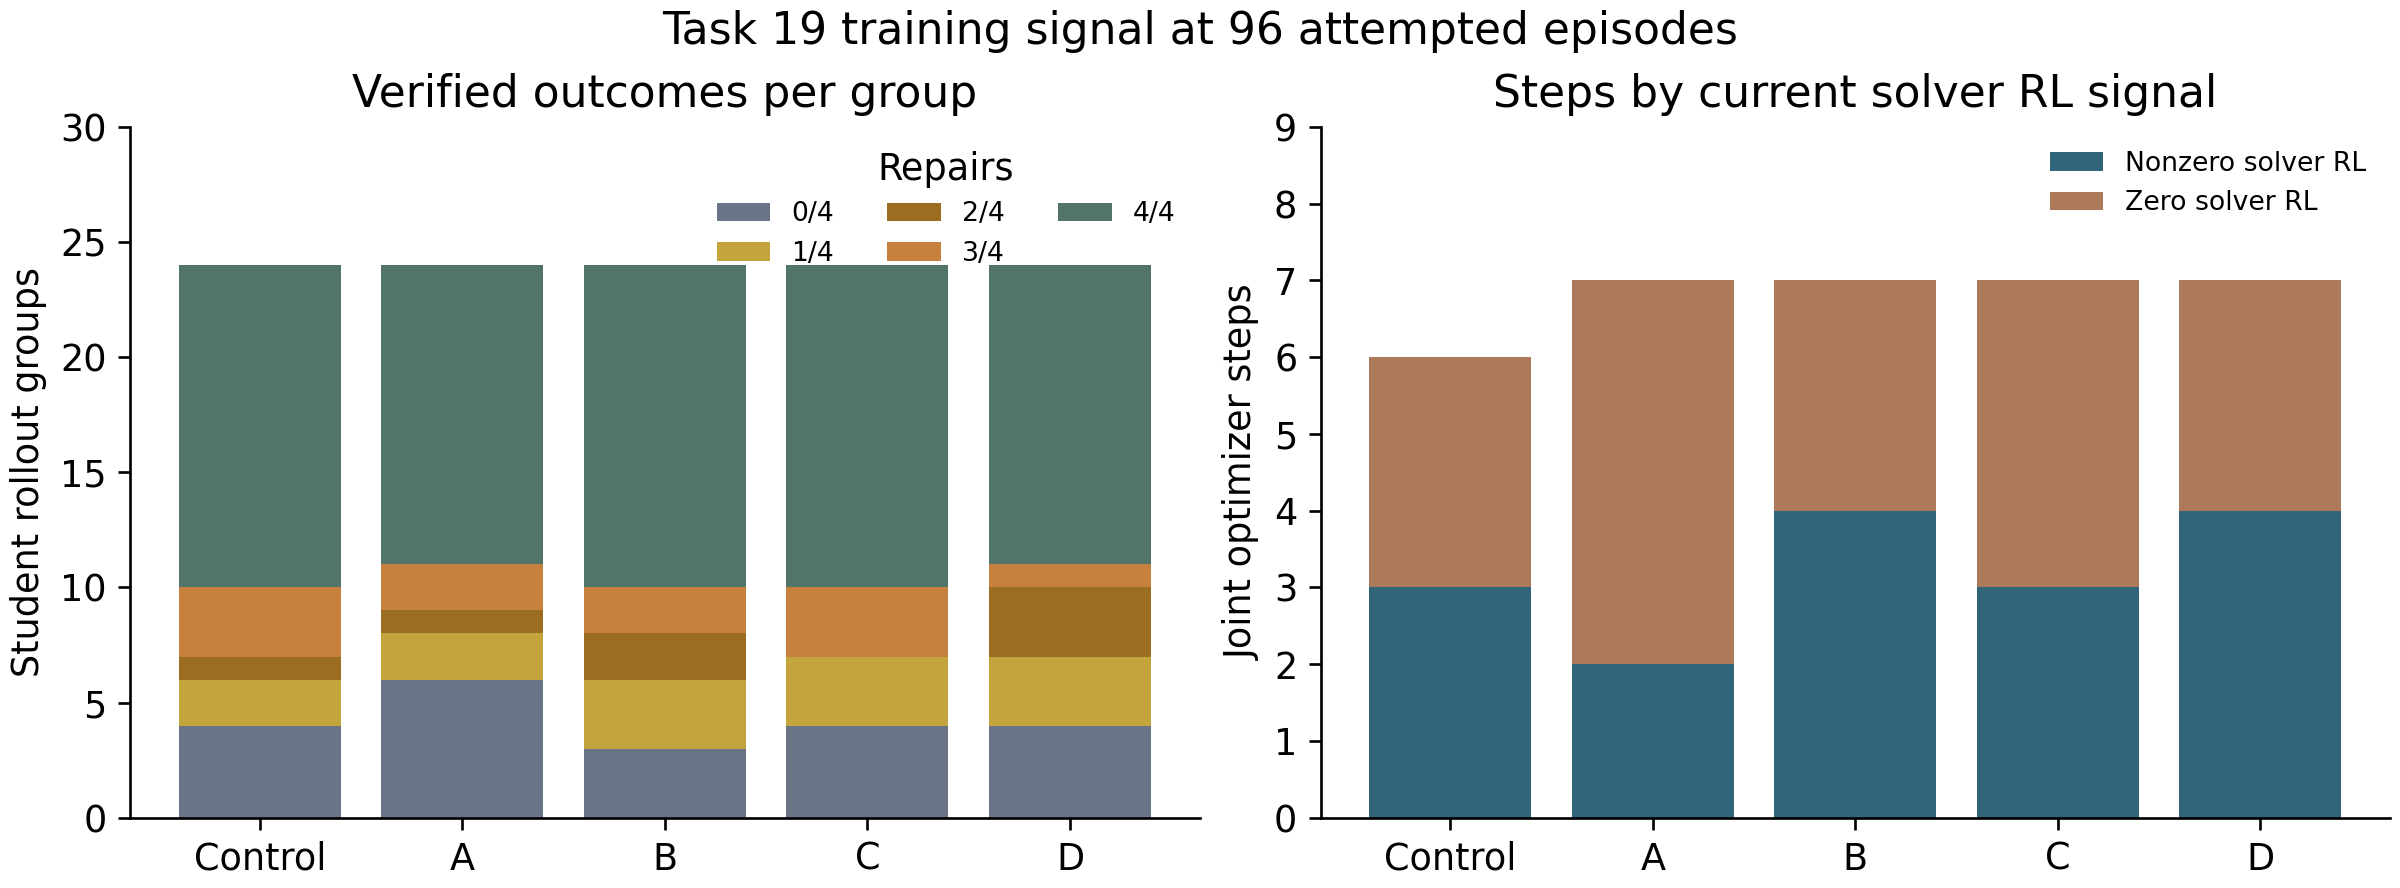 Task 19 training signal at 96 attempted episodes
Verified outcomes per group
Student rollout groups
30
25
20
15
10
5
0
Repairs
0/4 2/4 4/4
1/4 3/4
Control A B C D
Steps by current solver RL signal
Joint optimizer steps
9
8
7
6
5
4
3
2
1
0
Nonzero solver RL
Zero solver RL
Control A B C D